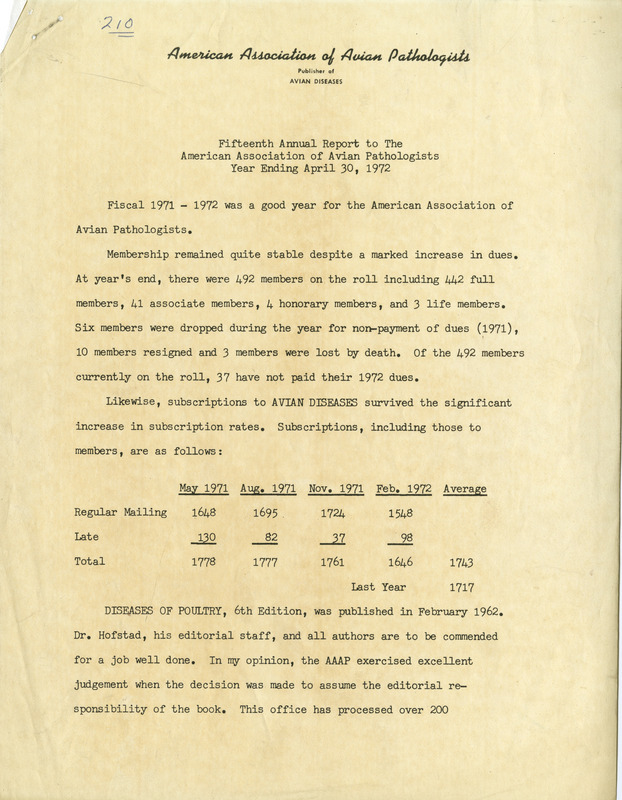 210
American Association of Avian Pathologists
Publisher of
AVIAN DISEASES
Fifteenth Annual Report to The
American Association of Avian Pathologists
Year Ending April 30, 1972
Fiscal 1971 - 1972 was a good year for the American Association of
Avian Pathologists.
Membership remained quite stable despite a marked increase in dues.
At year's end, there were 492 members on the roll including 442 full
members, 41 associate members, 4 honorary members, and 3 life members.
Six members were dropped during the year for non-payment of dues (1971),
10 members resigned and 3 members were lost by death. Of the 492 members
currently on the roll, 37 have not paid their 1972 dues.
Likewise, subscriptions to AVIAN DISEASES survived the significant
increase in subscription rates. Subscriptions, including those to
members, are as follows:
May 1971 Aug. 1971 Nov. 1971 Feb. 1972 Average
Regular Mailing 1648 1695 1724 1548
Late 130 82 37 98
Total 1778 1777 1761 1646 1743
Last Year 1717
DISEASES OF POULTRY, 6th Edition, was published in February 1962.
Dr. Hofstad, his editorial staff, and all authors are to be commended
for a job well done. In my opinion, the AAAP exercised excellent
judgement when the decision was made to assume the editorial re-
sponsibility of the book. This office has processed over 200